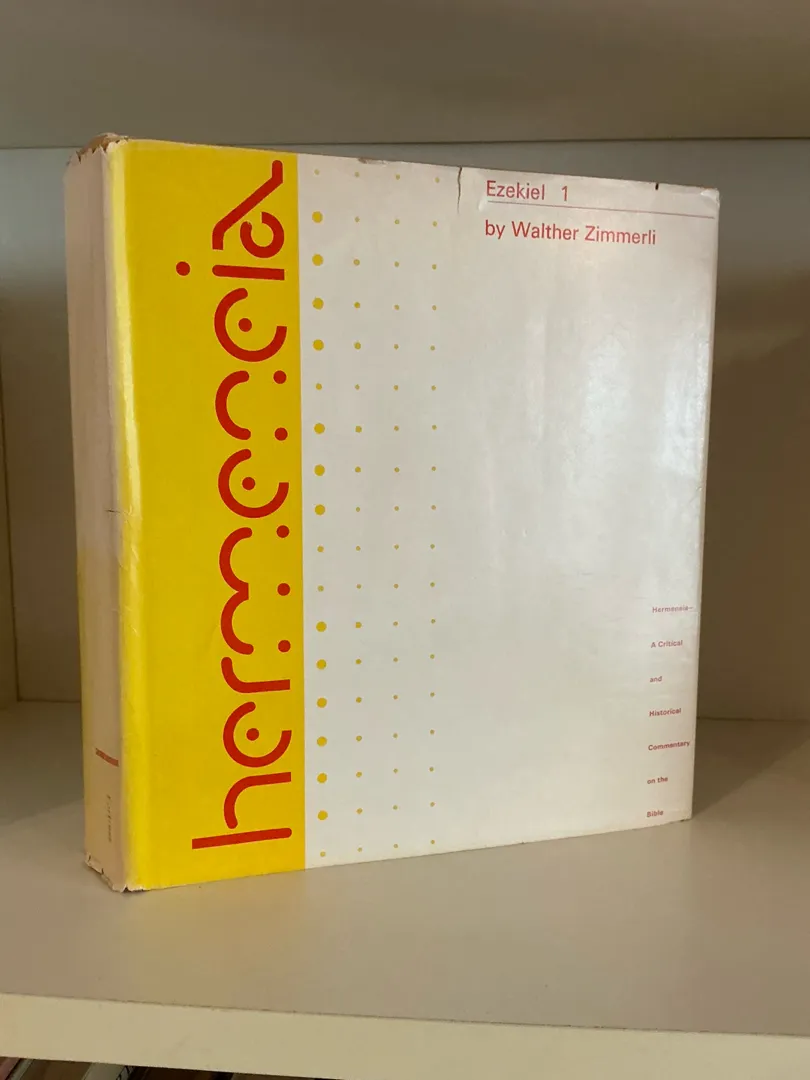 hermeneia
Ezekiel 1
by Walther Zimmerli
Hermeneia—
A Critical
and
Historical
Commentary
on the
Bible